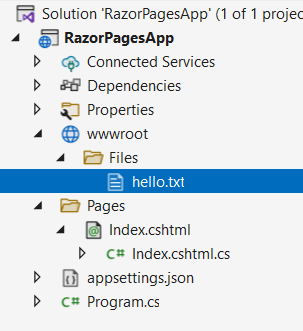 Solution 'RazorPagesApp' (1 of 1 projec
RazorPagesApp
Connected Services
Dependencies
Properties
wwwroot
Files
hello.txt
Pages
Index.cshtml
C# Index.cshtml.cs
appsettings.json
C# Program.cs